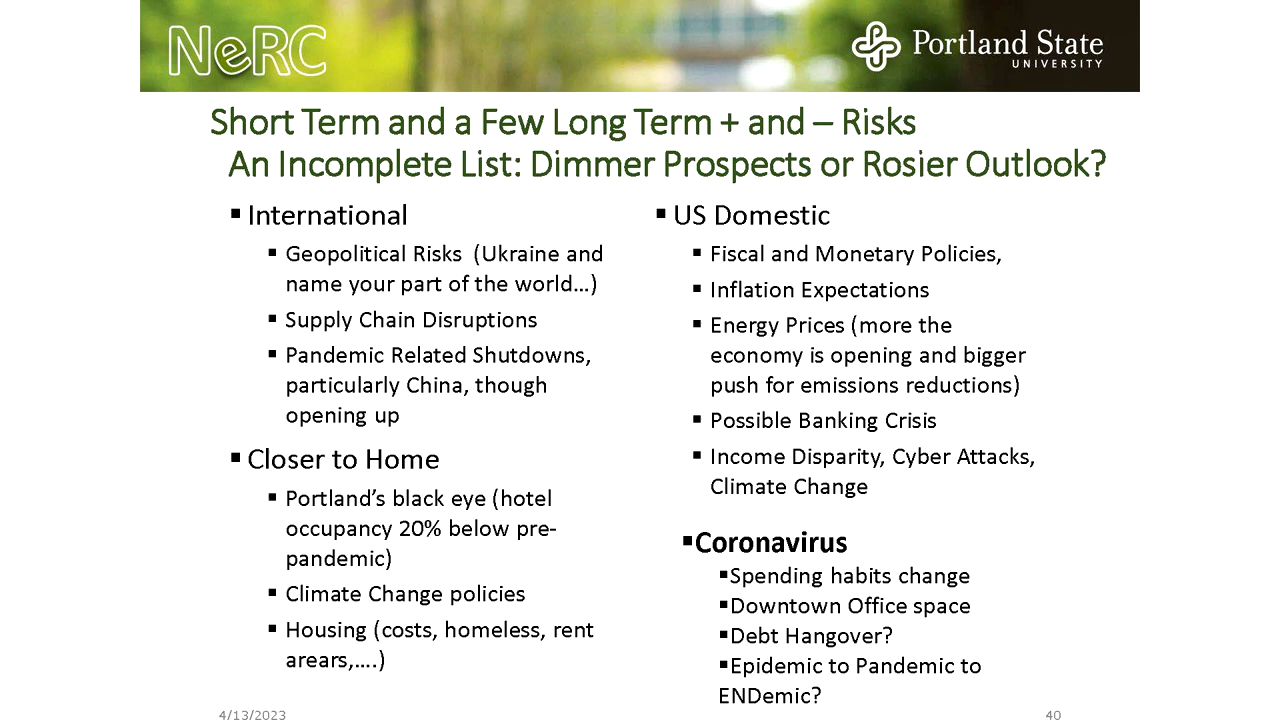 NeRC
Portland State
UNIVERSITY
Short Term and a Few Long Term + and – Risks
An Incomplete List: Dimmer Prospects or Rosier Outlook?
▪ International
▪ Geopolitical Risks (Ukraine and
name your part of the world…)
▪ Supply Chain Disruptions
▪ Pandemic Related Shutdowns,
particularly China, though
opening up
▪ Closer to Home
▪ Portland’s black eye (hotel
occupancy 20% below pre-
pandemic)
▪ Climate Change policies
▪ Housing (costs, homeless, rent
arears,….)
▪ US Domestic
▪ Fiscal and Monetary Policies,
▪ Inflation Expectations
▪ Energy Prices (more the
economy is opening and bigger
push for emissions reductions)
▪ Possible Banking Crisis
▪ Income Disparity, Cyber Attacks,
Climate Change
▪Coronavirus
▪Spending habits change
▪Downtown Office space
▪Debt Hangover?
▪Epidemic to Pandemic to
ENDemic?
4/13/2023
40